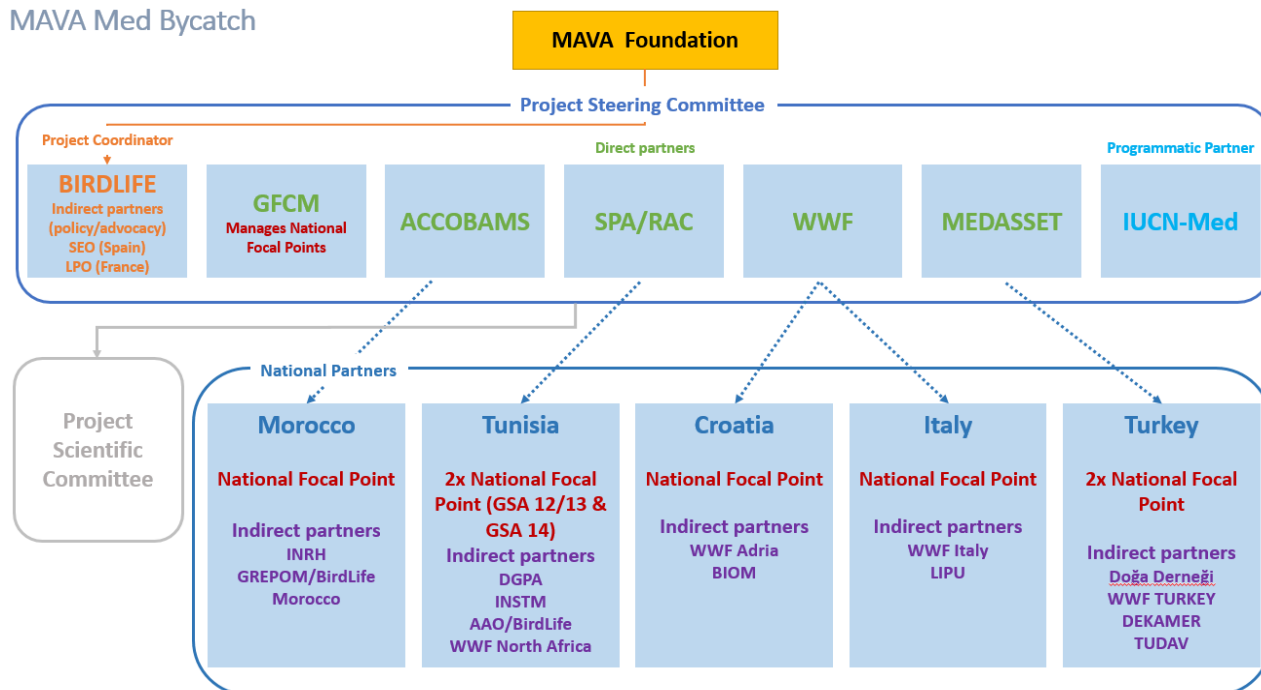 MAVA Med Bycatch
MAVA Foundation
Project Steering Committee
Project Coordinator
Direct partners
Programmatic Partner
BIRDLIFE
Indirect partners
(policy/advocacy)
SEO (Spain)
LPO (France)
GFCM
Manages National
Focal Points
ACCOBAMS
SPA/RAC
WWF
MEDASSET
IUCN-Med
Project
Scientific
Committee
National Partners
Morocco
National Focal Point
Indirect partners
INRH
GREPOM/BirdLife
Morocco
Tunisia
2x National Focal
Point (GSA 12/13 &
GSA 14)
Indirect partners
DGPA
INSTM
AAO/BirdLife
WWF North Africa
Croatia
National Focal Point
Indirect partners
WWF Adria
BIOM
Italy
National Focal Point
Indirect partners
WWF Italy
LIPU
Turkey
2x National Focal
Point
Indirect partners
Doğa Derneği
WWF TURKEY
DEKAMER
TUDAV